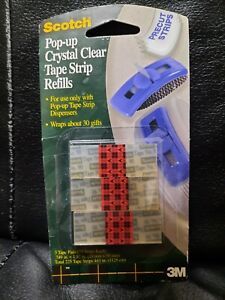 Scotch
PRECUT
STRIPS
Pop-up
Crystal Clear
Tape Strip
Refills
• For use only with
Pop-up Tape Strip
Dispensers
• Wraps about 30 gifts
3M